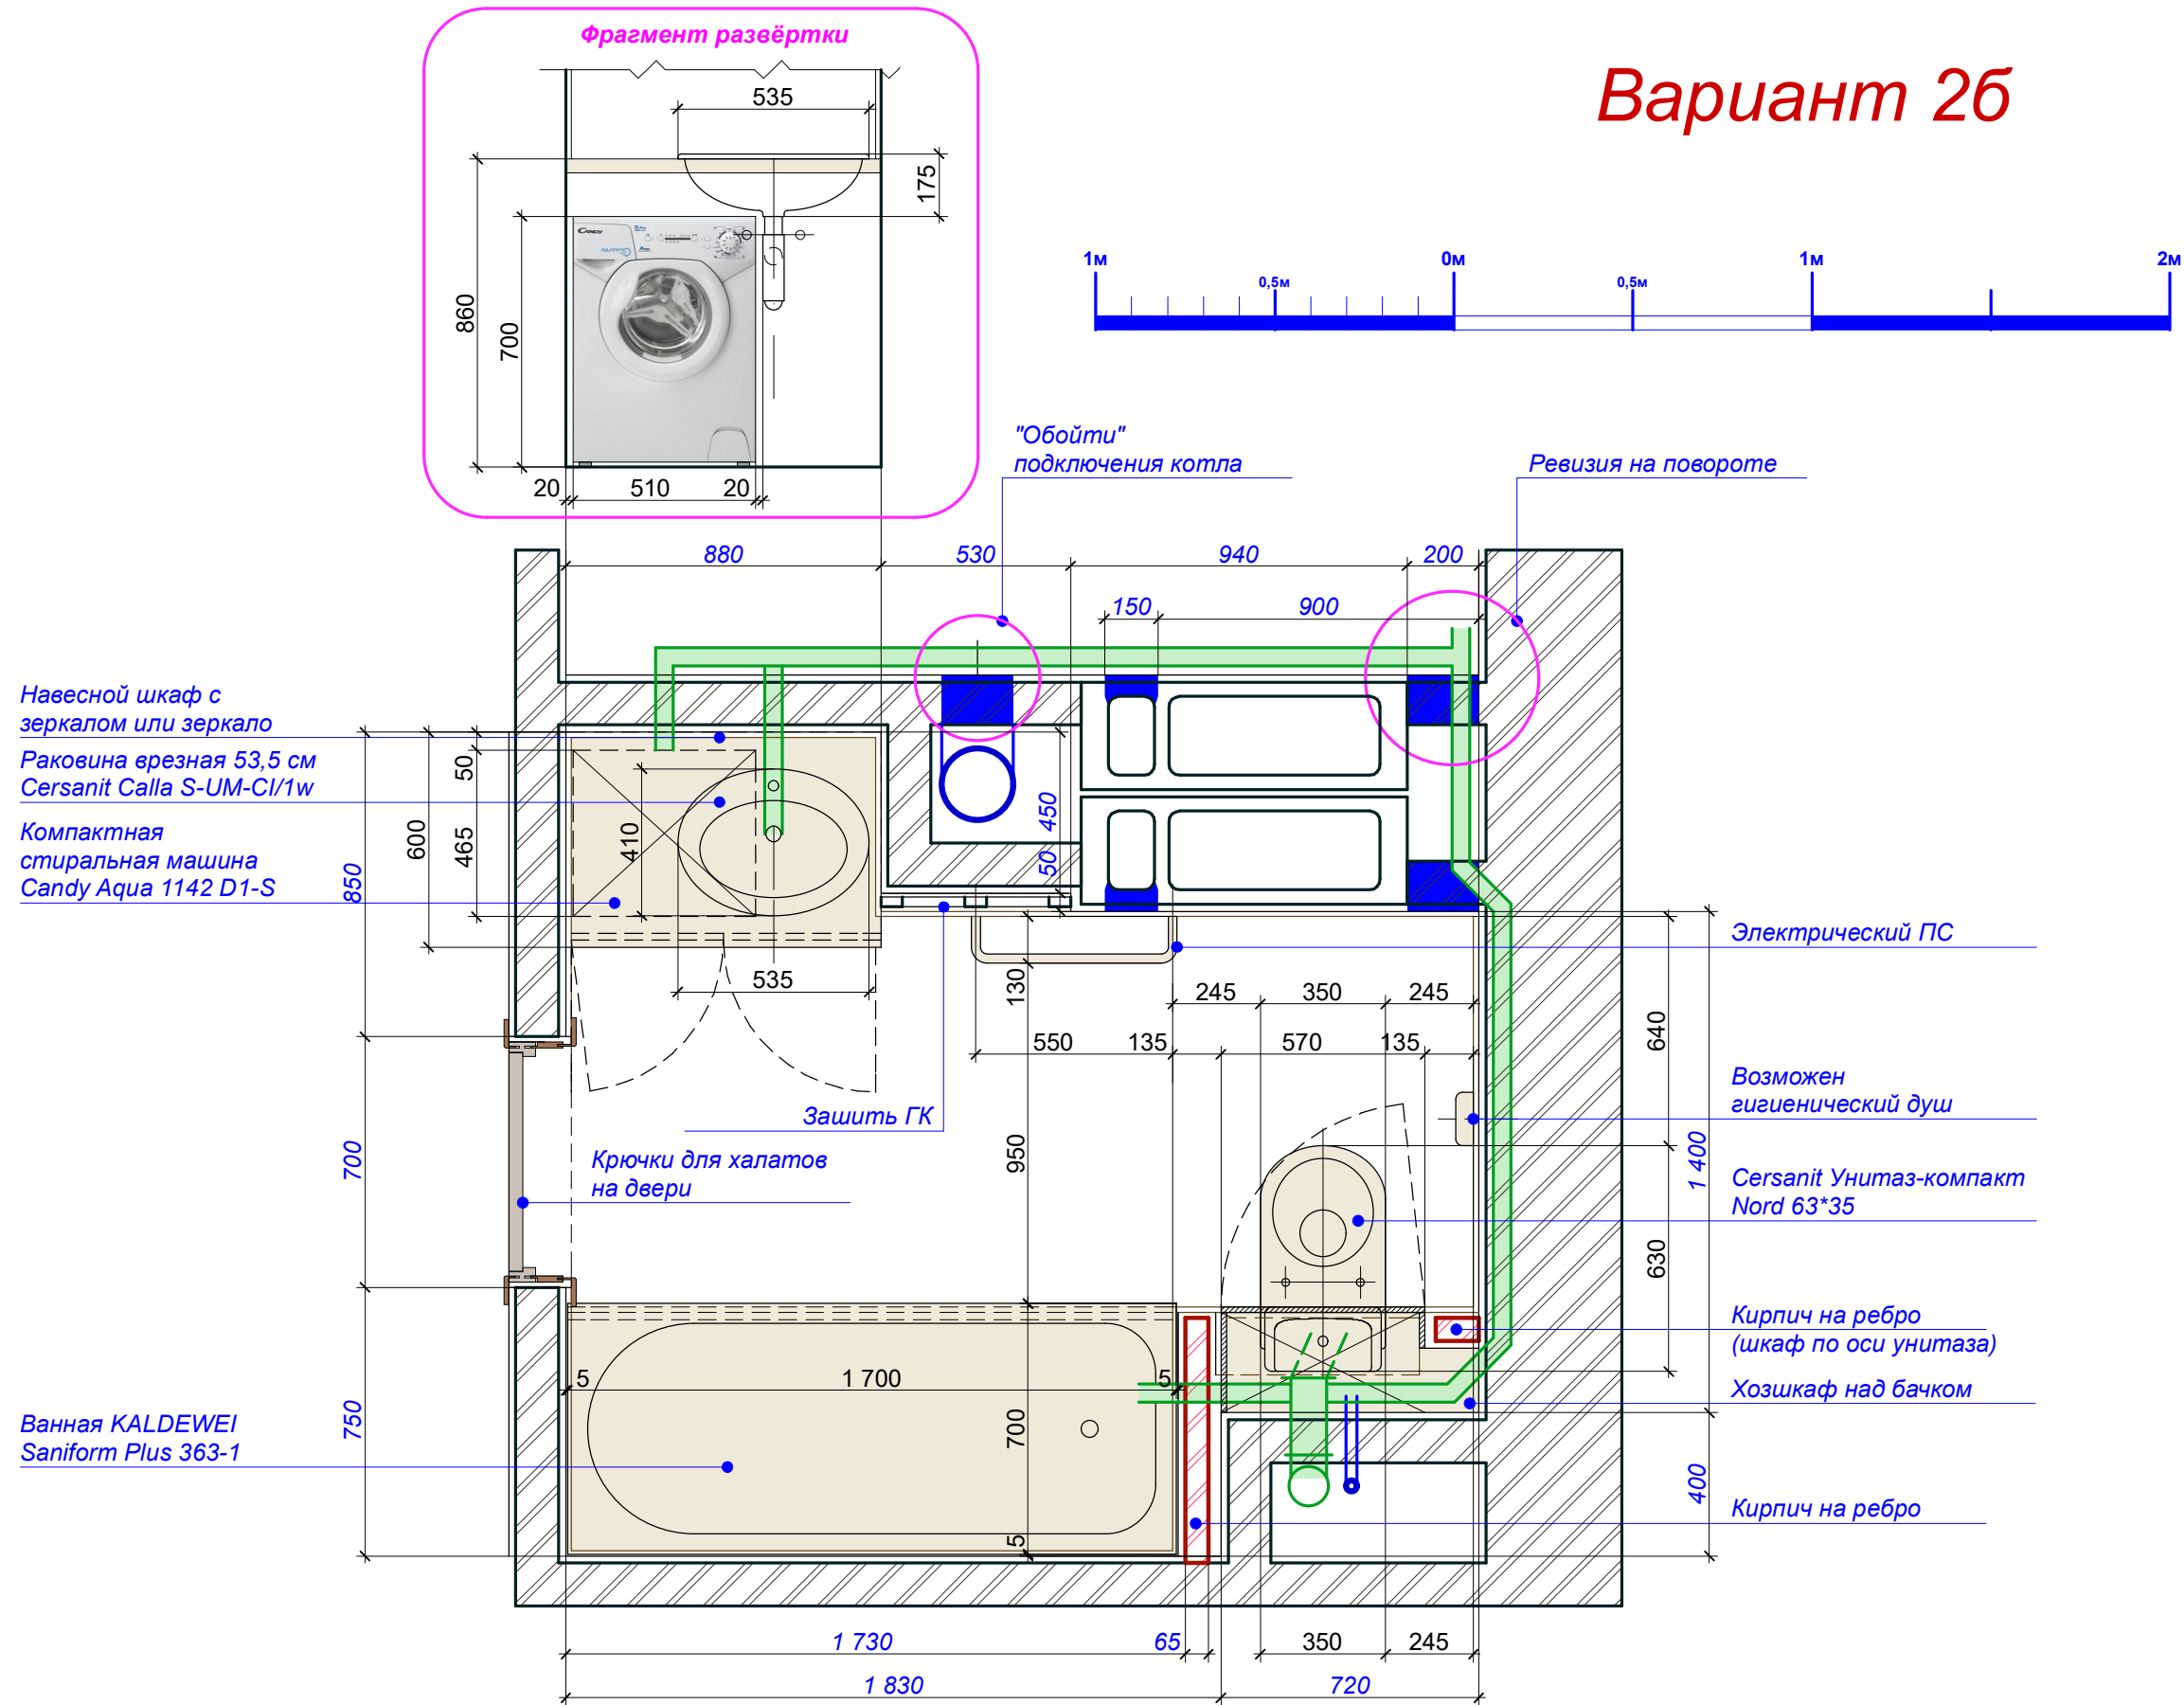 Фрагмент развёртки
Вариант 2б
535
175
860
700
CANDY
20
510
20
1м
0м
1м
2м
0,5м
0,5м
"Обойти"
подключения котла
Ревизия на повороте
880
530
940
200
150
900
Навесной шкаф с
зеркалом или зеркало
Раковина врезная 53,5 см
Cersanit Calla S-UM-CI/1w
Компактная
стиральная машина
Candy Aqua 1142 D1-S
850
600
50
465
410
450
50
535
130
245
350
245
550
135
570
135
640
1 400
630
Электрический ПС
Возможен
гигиенический душ
Зашить ГК
Крючки для халатов
на двери
950
700
Cersanit Унитаз-компакт
Nord 63*35
Кирпич на ребро
(шкаф по оси унитаза)
Хозшкаф над бачком
5
1 700
5
700
5
750
Ванная KALDEWEI
Saniform Plus 363-1
400
Кирпич на ребро
1 730
65
350
245
1 830
720